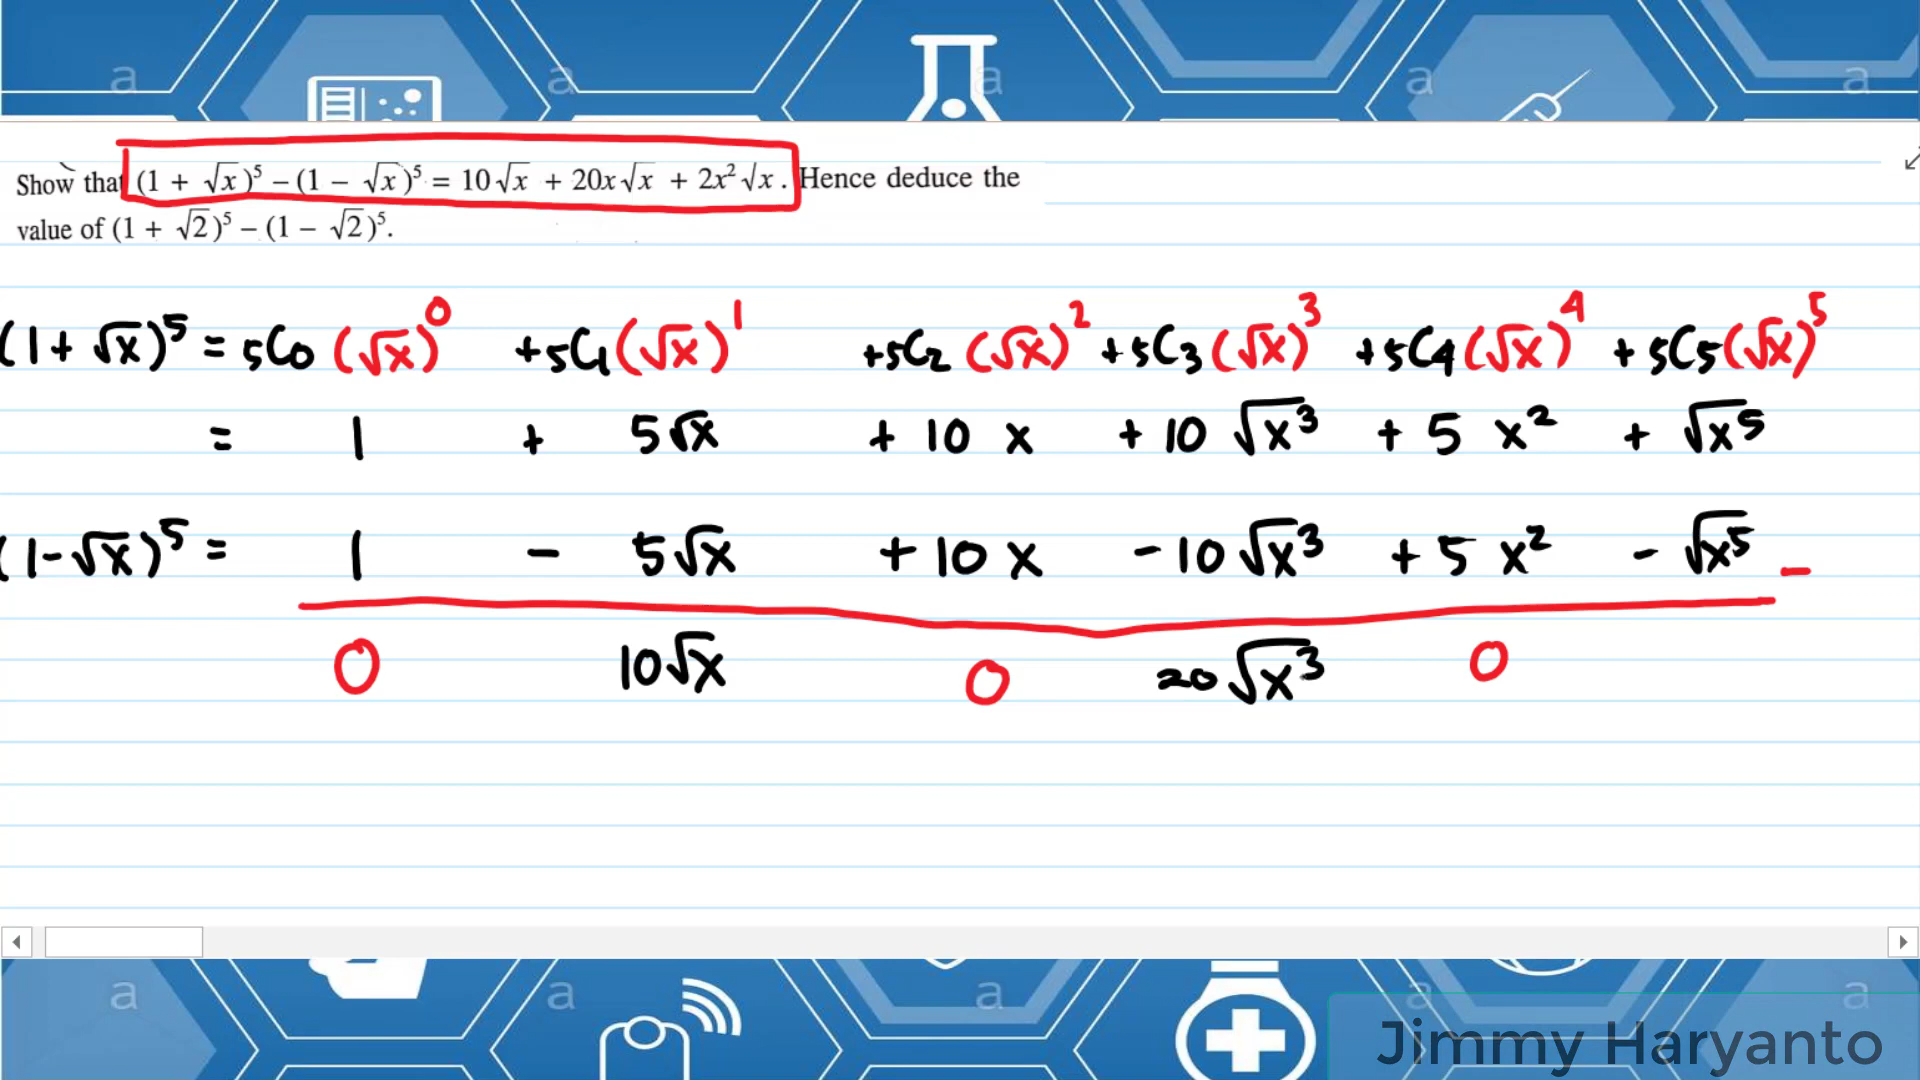 Show that (1 + √x)⁵ – (1 – √x)⁵ = 10√x + 20x√x + 2x²√x. Hence deduce the
value of (1 + √2)⁵ – (1 – √2)⁵.
(1+ √x)⁵ = 5C0 (√x)⁰ +5C1(√x)¹ +5C2 (√x)² +5C3(√x)³ +5C4(√x)⁴ + 5C5(√x)⁵
= 1 + 5√x + 10 x + 10 √x³ + 5 x² + √x⁵
(1-√x)⁵ = 1 - 5√x + 10 x - 10√x³ + 5 x² - √x⁵ -
0 10√x 0 20√x³ 0
a a a a a
a a a a a
Jimmy Haryanto